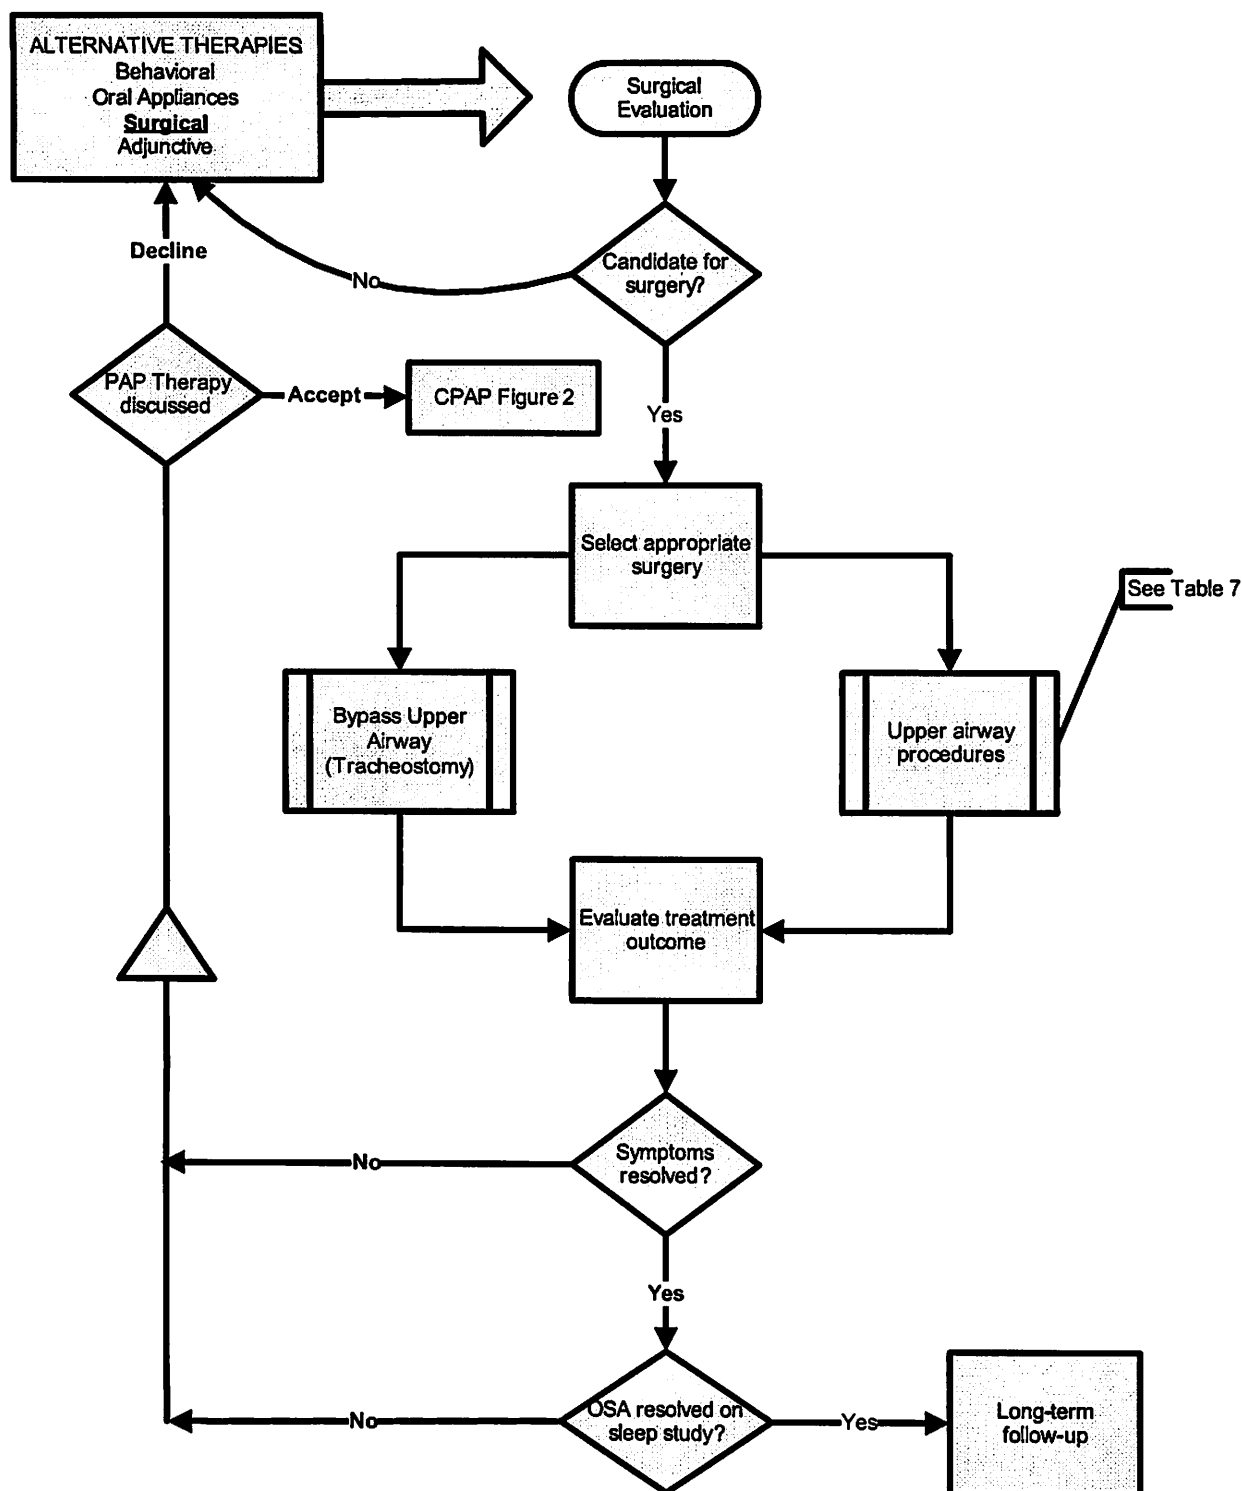 ALTERNATIVE THERAPIES
Behavioral
Oral Appliances
Surgical
Adjunctive
Surgical
Evaluation
Decline
No
Candidate for
surgery?
PAP Therapy
discussed
Accept
CPAP Figure 2
Yes
Select appropriate
surgery
See Table 7
Bypass Upper
Airway
(Tracheostomy)
Upper airway
procedures
Evaluate treatment
outcome
Symptoms
resolved?
No
Yes
OSA resolved on
sleep study?
No
Yes
Long-term
follow-up